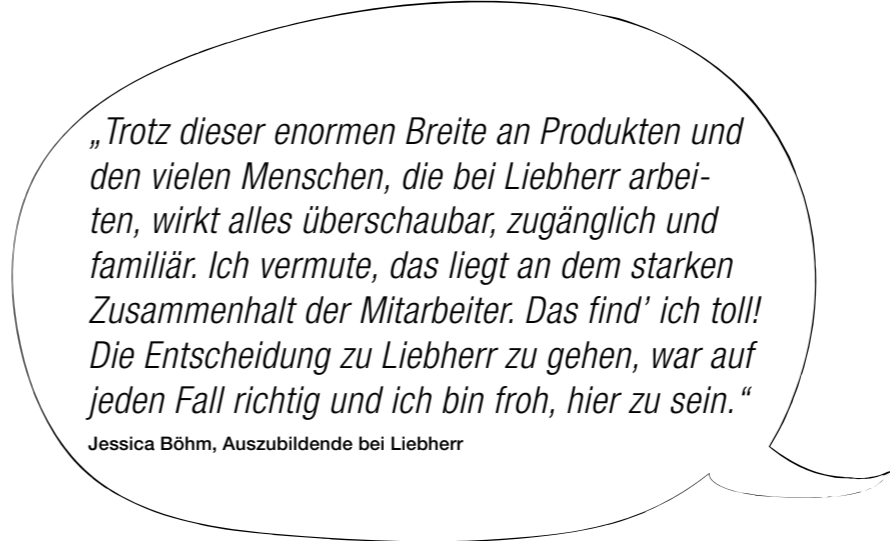 „Trotz dieser enormen Breite an Produkten und
den vielen Menschen, die bei Liebherr arbei-
ten, wirkt alles überschaubar, zugänglich und
familiär. Ich vermute, das liegt an dem starken
Zusammenhalt der Mitarbeiter. Das find’ ich toll!
Die Entscheidung zu Liebherr zu gehen, war auf
jeden Fall richtig und ich bin froh, hier zu sein.“
Jessica Böhm, Auszubildende bei Liebherr